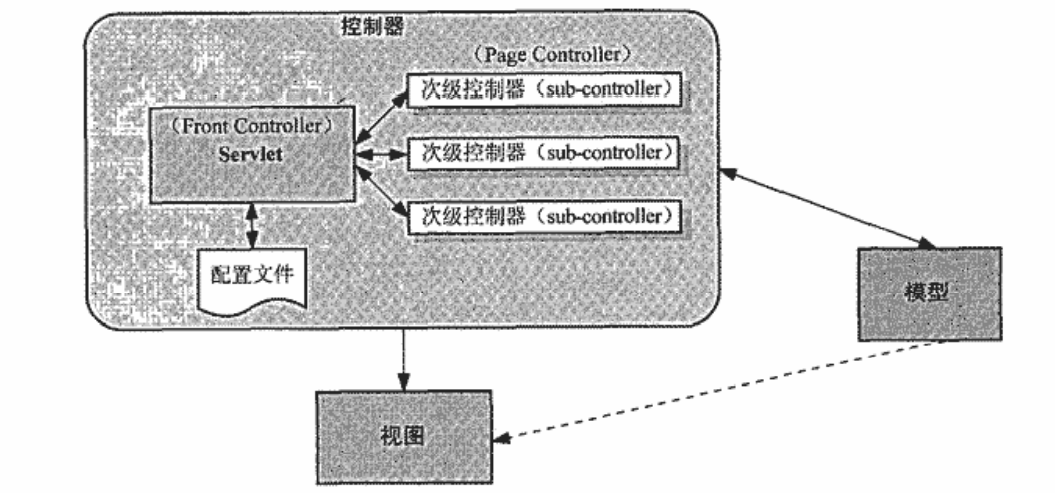 控制器
（Page Controller）
次级控制器（sub-controller）
（Front Controller）
Servlet
次级控制器（sub-controller）
次级控制器（sub-controller）
配置文件
模型
视图